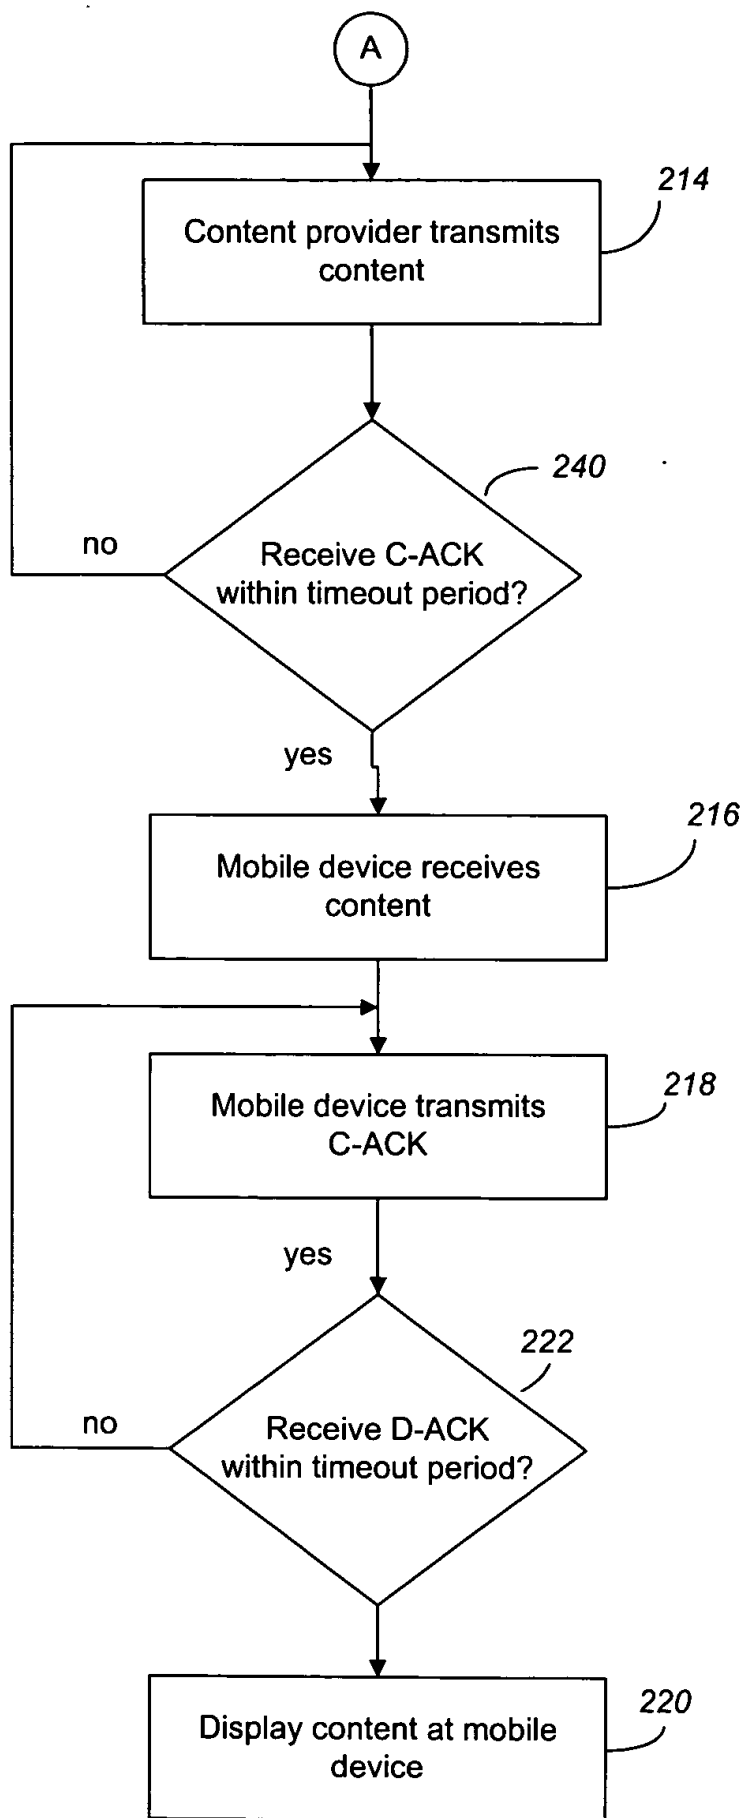 A
214
Content provider transmits
content
240
Receive C-ACK
within timeout period?
no
yes
216
Mobile device receives
content
218
Mobile device transmits
C-ACK
yes
222
Receive D-ACK
within timeout period?
no
220
Display content at mobile
device